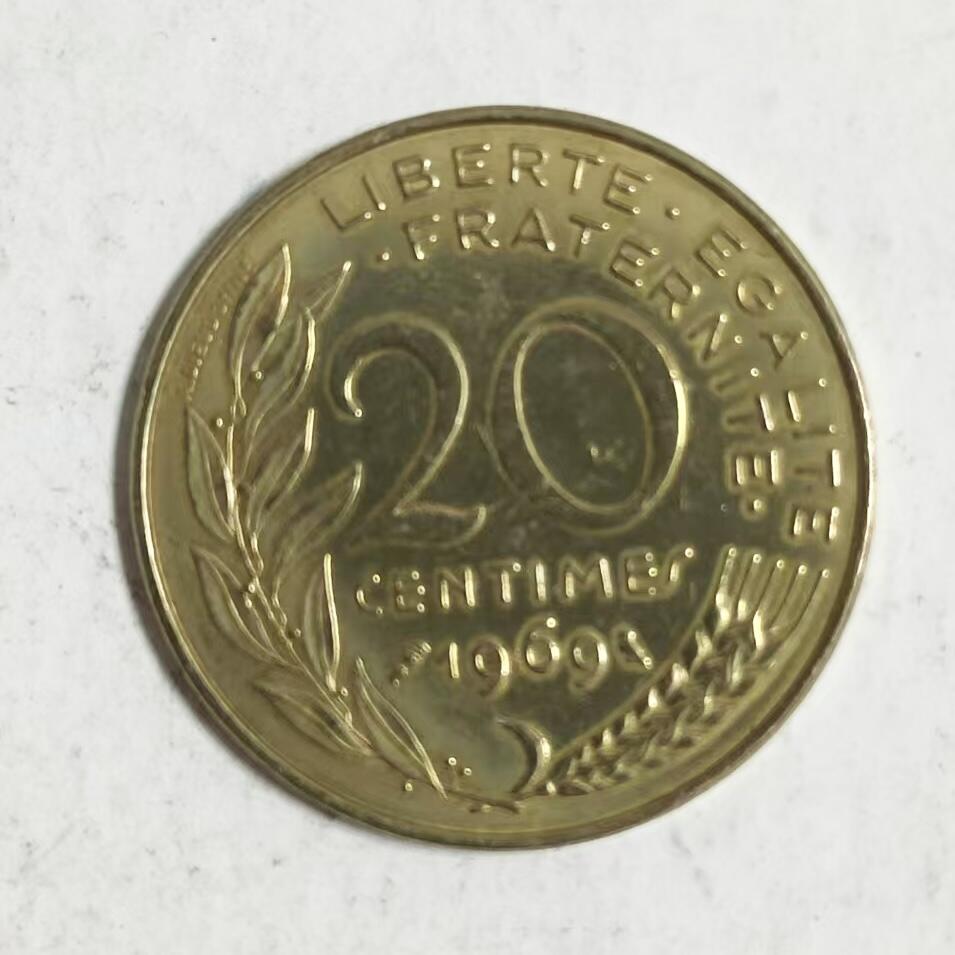 LIBERTE · EGALITE
· FRATERNITE ·
20
CENTIMES
1969